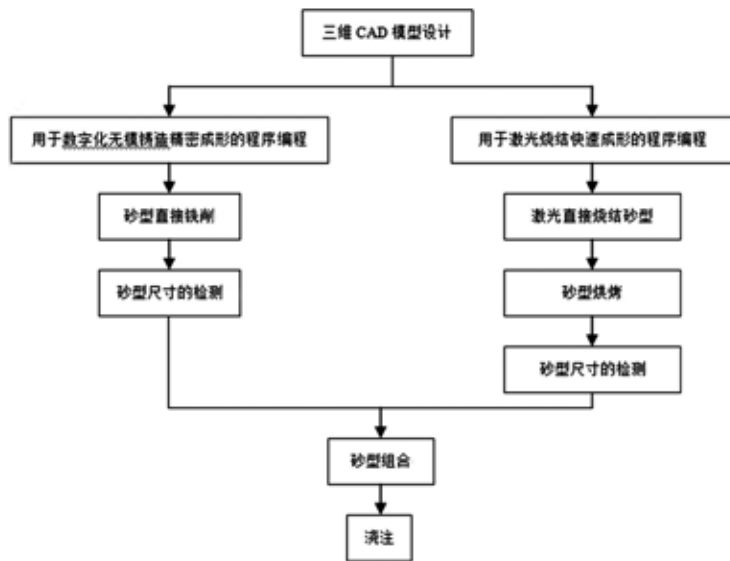 三维 CAD 模型设计
用于数字化无模铸造精密成形的程序编程
用于激光烧结快速成形的程序编程
砂型直接铣削
激光直接烧结砂型
砂型尺寸的检测
砂型烘烤
砂型尺寸的检测
砂型组合
浇注